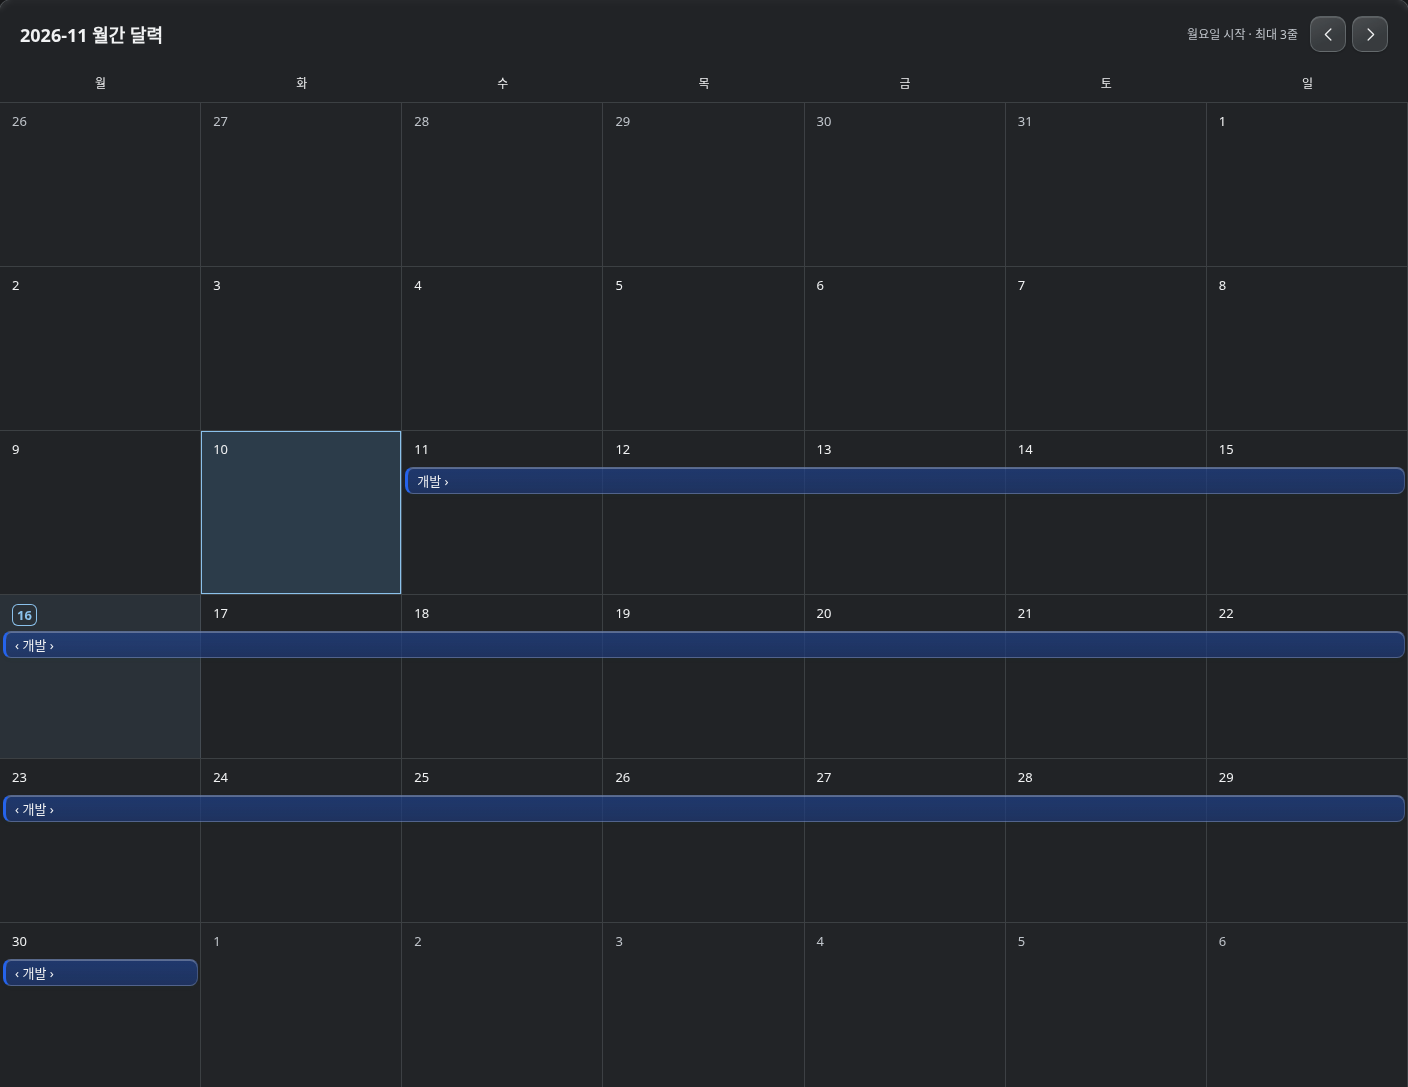 2026-11 월간 달력
월요일 시작 · 최대 3줄
월 화 수 목 금 토 일
26 27 28 29 30 31 1
2 3 4 5 6 7 8
9 10 11 12 13 14 15
개발 ›
16 17 18 19 20 21 22
‹ 개발 ›
23 24 25 26 27 28 29
‹ 개발 ›
30 1 2 3 4 5 6
‹ 개발 ›